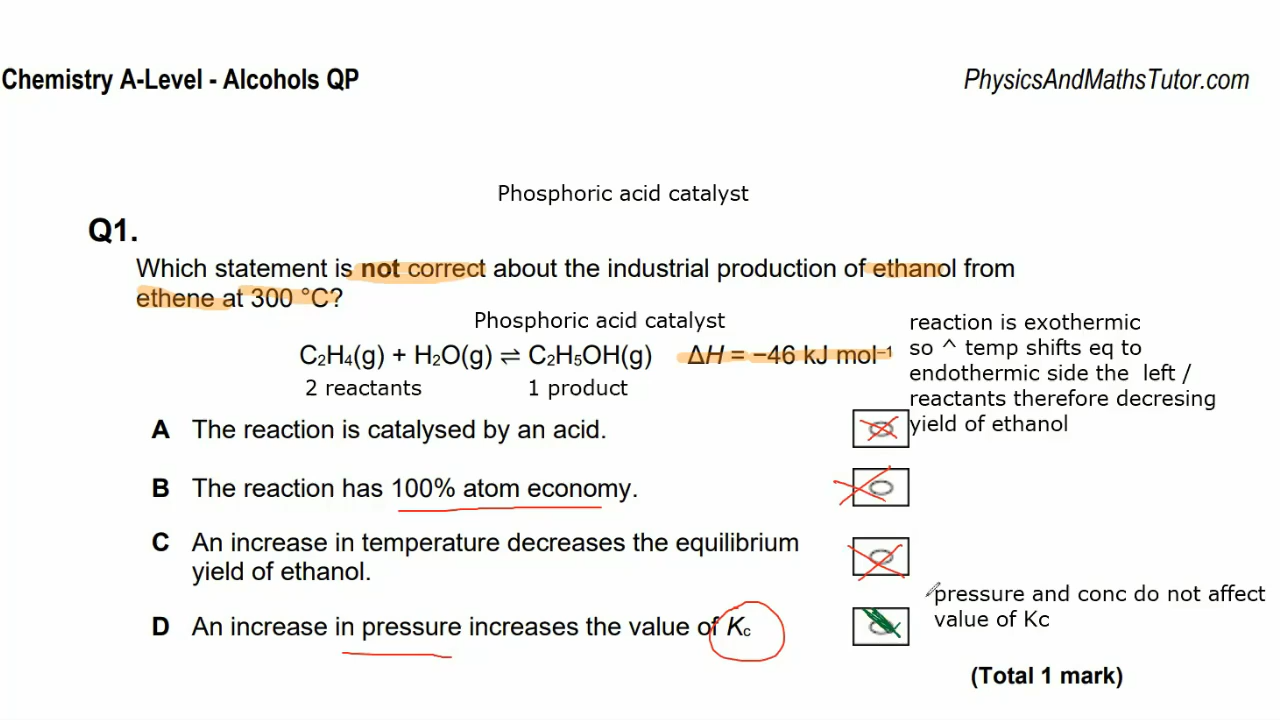 Chemistry A-Level - Alcohols QP
PhysicsAndMathsTutor.com
Phosphoric acid catalyst
Q1.
Which statement is not correct about the industrial production of ethanol from
ethene at 300 °C?
Phosphoric acid catalyst
C₂H₄(g) + H₂O(g) ⇌ C₂H₅OH(g) ΔH = −46 kJ mol⁻¹
2 reactants 1 product
reaction is exothermic
so ^ temp shifts eq to
endothermic side the left /
reactants therefore decresing
yield of ethanol
A The reaction is catalysed by an acid.
B The reaction has 100% atom economy.
C An increase in temperature decreases the equilibrium
yield of ethanol.
D An increase in pressure increases the value of Kc
pressure and conc do not affect
value of Kc
(Total 1 mark)